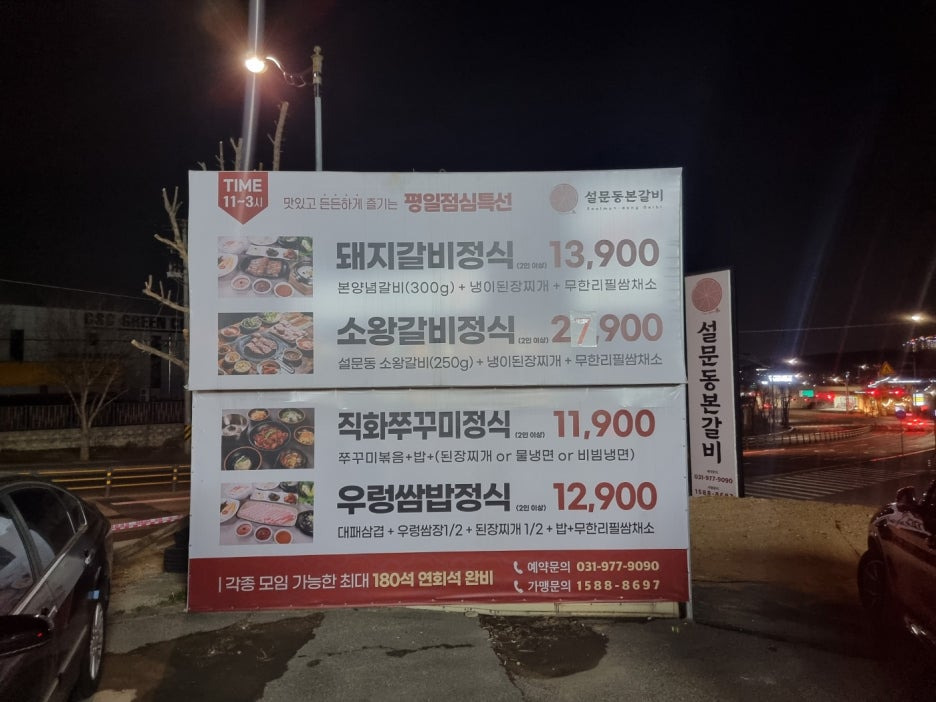 TIME
11~3시
맛있고 든든하게 즐기는 평일점심특선
설문동본갈비
돼지갈비정식 (2인 이상) 13,900
본양념갈비(300g) + 냉이된장찌개 + 무한리필쌈채소
소왕갈비정식 (2인 이상) 27,900
설문동 소왕갈비(250g) + 냉이된장찌개 + 무한리필쌈채소
직화쭈꾸미정식 (2인 이상) 11,900
쭈꾸미볶음+밥+(된장찌개 or 물냉면 or 비빔냉면)
우렁쌈밥정식 (2인 이상) 12,900
대패삼겹 + 우렁쌈장1/2 + 된장찌개 1/2 + 밥+무한리필쌈채소
각종 모임 가능한 최대 180석 연회석 완비
예약문의 031-977-9090
가맹문의 1588-8697
설문동본갈비
예약문의
031-977-9090
가맹문의
1588-8697